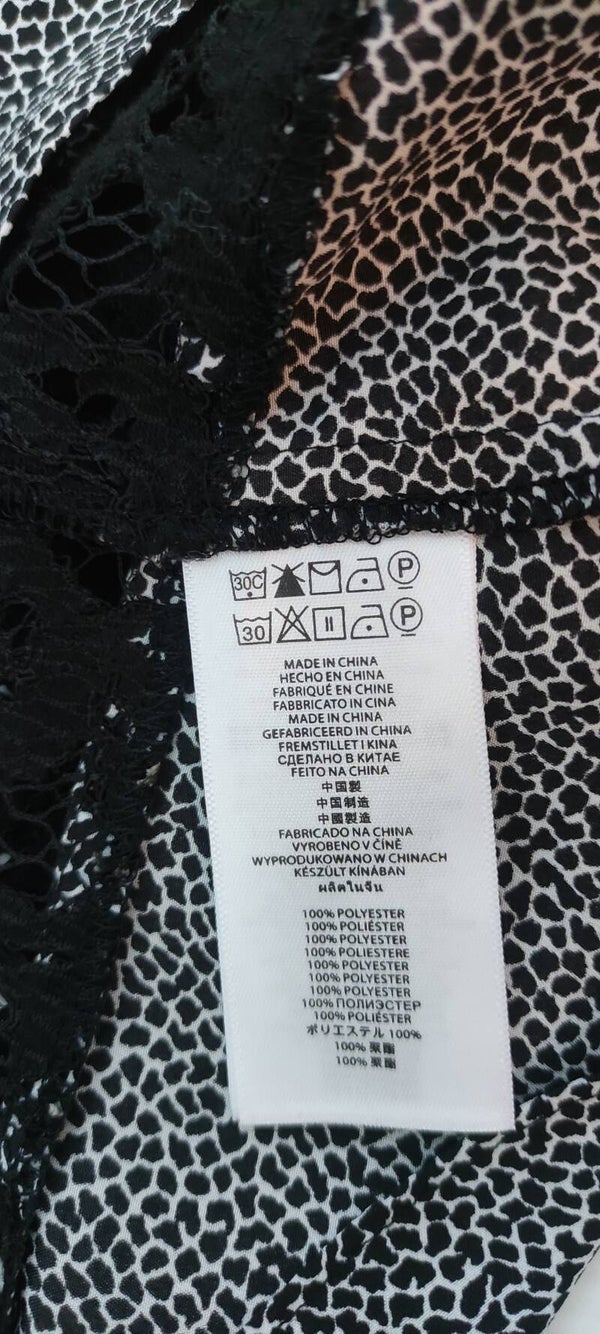 30C P
30 P
MADE IN CHINA
HECHO EN CHINA
FABRIQUÉ EN CHINE
FABBRICATO IN CINA
MADE IN CHINA
GEFABRICEERD IN CHINA
FREMSTILLET I KINA
СДЕЛАНО В КИТАЕ
FEITO NA CHINA
中国製
中国制造
中國製造
FABRICADO NA CHINA
VYROBENO V ČÍNĚ
WYPRODUKOWANO W CHINACH
KÉSZÜLT KÍNÁBAN
ผลิตในจีน
100% POLYESTER
100% POLIÉSTER
100% POLYESTER
100% POLIESTERE
100% POLYESTER
100% POLYESTER
100% POLYESTER
100% ПОЛИЭСТЕР
100% POLIÉSTER
ポリエステル 100%
100% 聚酯
100% 聚酯